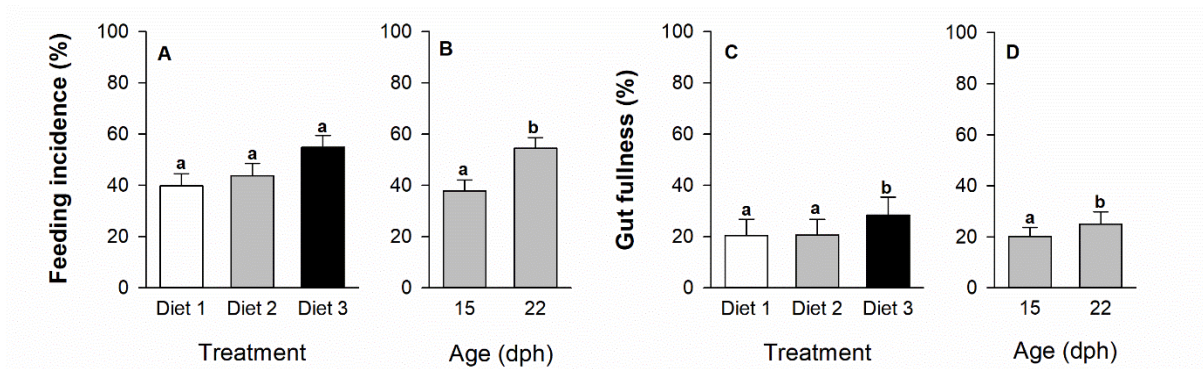 Feeding incidence (%)
100
80
60
40
20
0
A
a
a
a
Diet 1 Diet 2 Diet 3
Treatment
100
80
60
40
20
0
B
a
b
15 22
Age (dph)
Gut fullness (%)
100
80
60
40
20
0
C
a
a
b
Diet 1 Diet 2 Diet 3
Treatment
100
80
60
40
20
0
D
a
b
15 22
Age (dph)